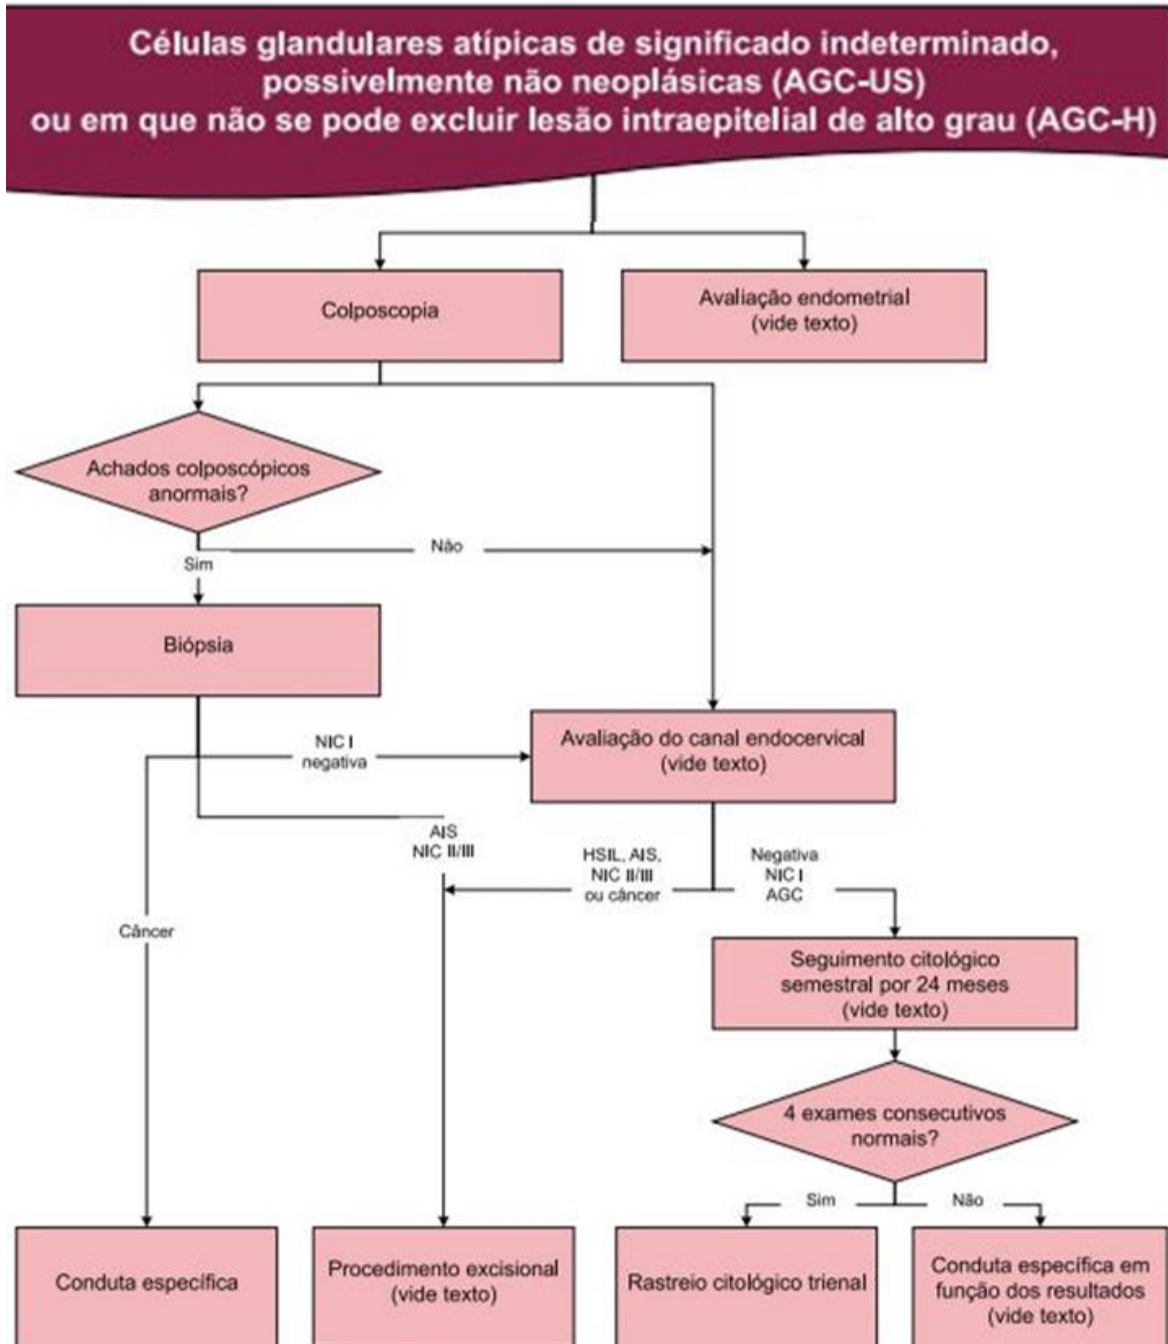 Células glandulares atípicas de significado indeterminado,
possivelmente não neoplásicas (AGC-US)
ou em que não se pode excluir lesão intraepitelial de alto grau (AGC-H)
Colposcopia
Avaliação endometrial
(vide texto)
Achados colposcópicos
anormais?
Não
Sim
Biópsia
NIC I
negativa
Avaliação do canal endocervical
(vide texto)
AIS
NIC II/III
HSIL, AIS,
NIC II/III
ou câncer
Negativa
NIC I
AGC
Câncer
Seguimento citológico
semestral por 24 meses
(vide texto)
4 exames consecutivos
normais?
Sim
Não
Conduta específica
Procedimento excisional
(vide texto)
Rastreio citológico trienal
Conduta específica em
função dos resultados
(vide texto)